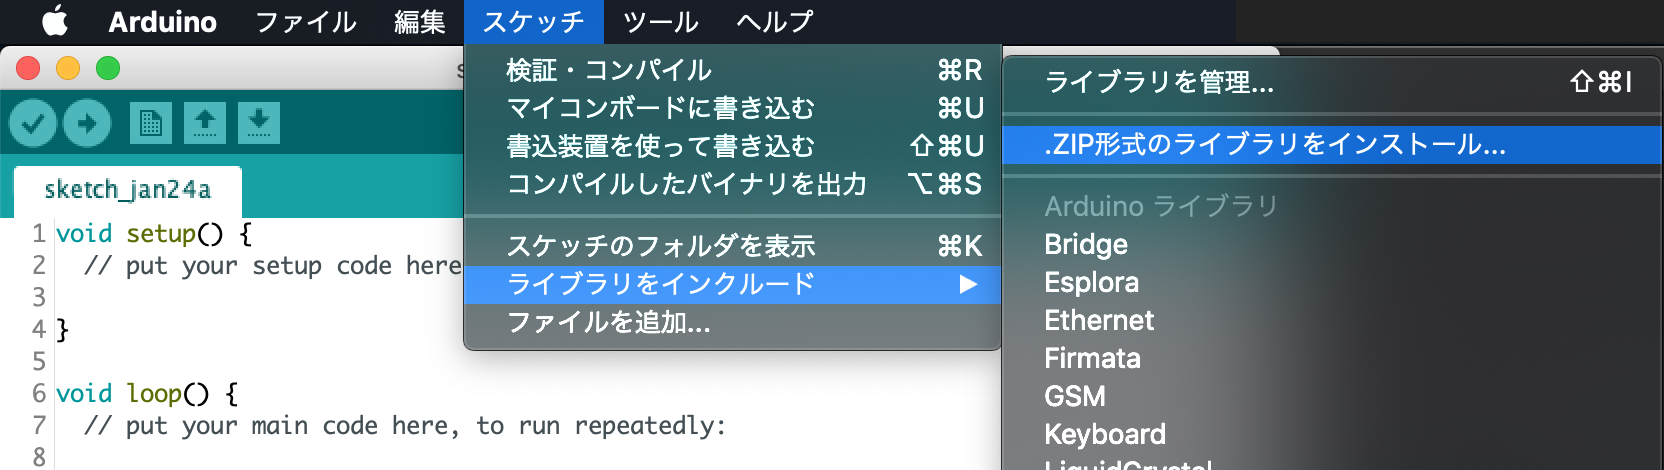 Arduino ファイル 編集 スケッチ ツール ヘルプ
検証・コンパイル ⌘R
マイコンボードに書き込む ⌘U
書込装置を使って書き込む ⇧⌘U
コンパイルしたバイナリを出力 ⌥⌘S
スケッチのフォルダを表示 ⌘K
ライブラリをインクルード ▶
ファイルを追加...
ライブラリを管理... ⇧⌘I
.ZIP形式のライブラリをインストール...
Arduino ライブラリ
Bridge
Esplora
Ethernet
Firmata
GSM
Keyboard
LiquidCrystal
sketch_jan24a
1 void setup() {
2 // put your setup code here
3
4 }
5
6 void loop() {
7 // put your main code here, to run repeatedly:
8